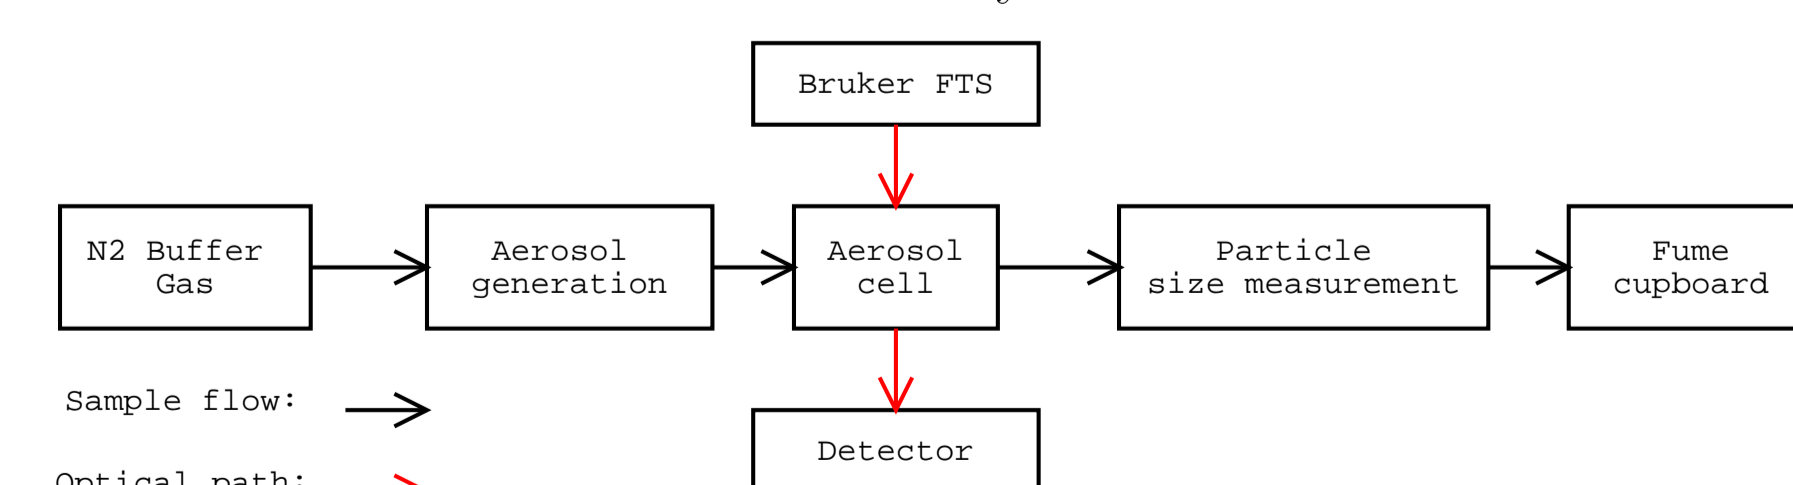 Bruker FTS
N2 Buffer
Gas
Aerosol
generation
Aerosol
cell
Particle
size measurement
Fume
cupboard
Sample flow:
Detector
Optical path: